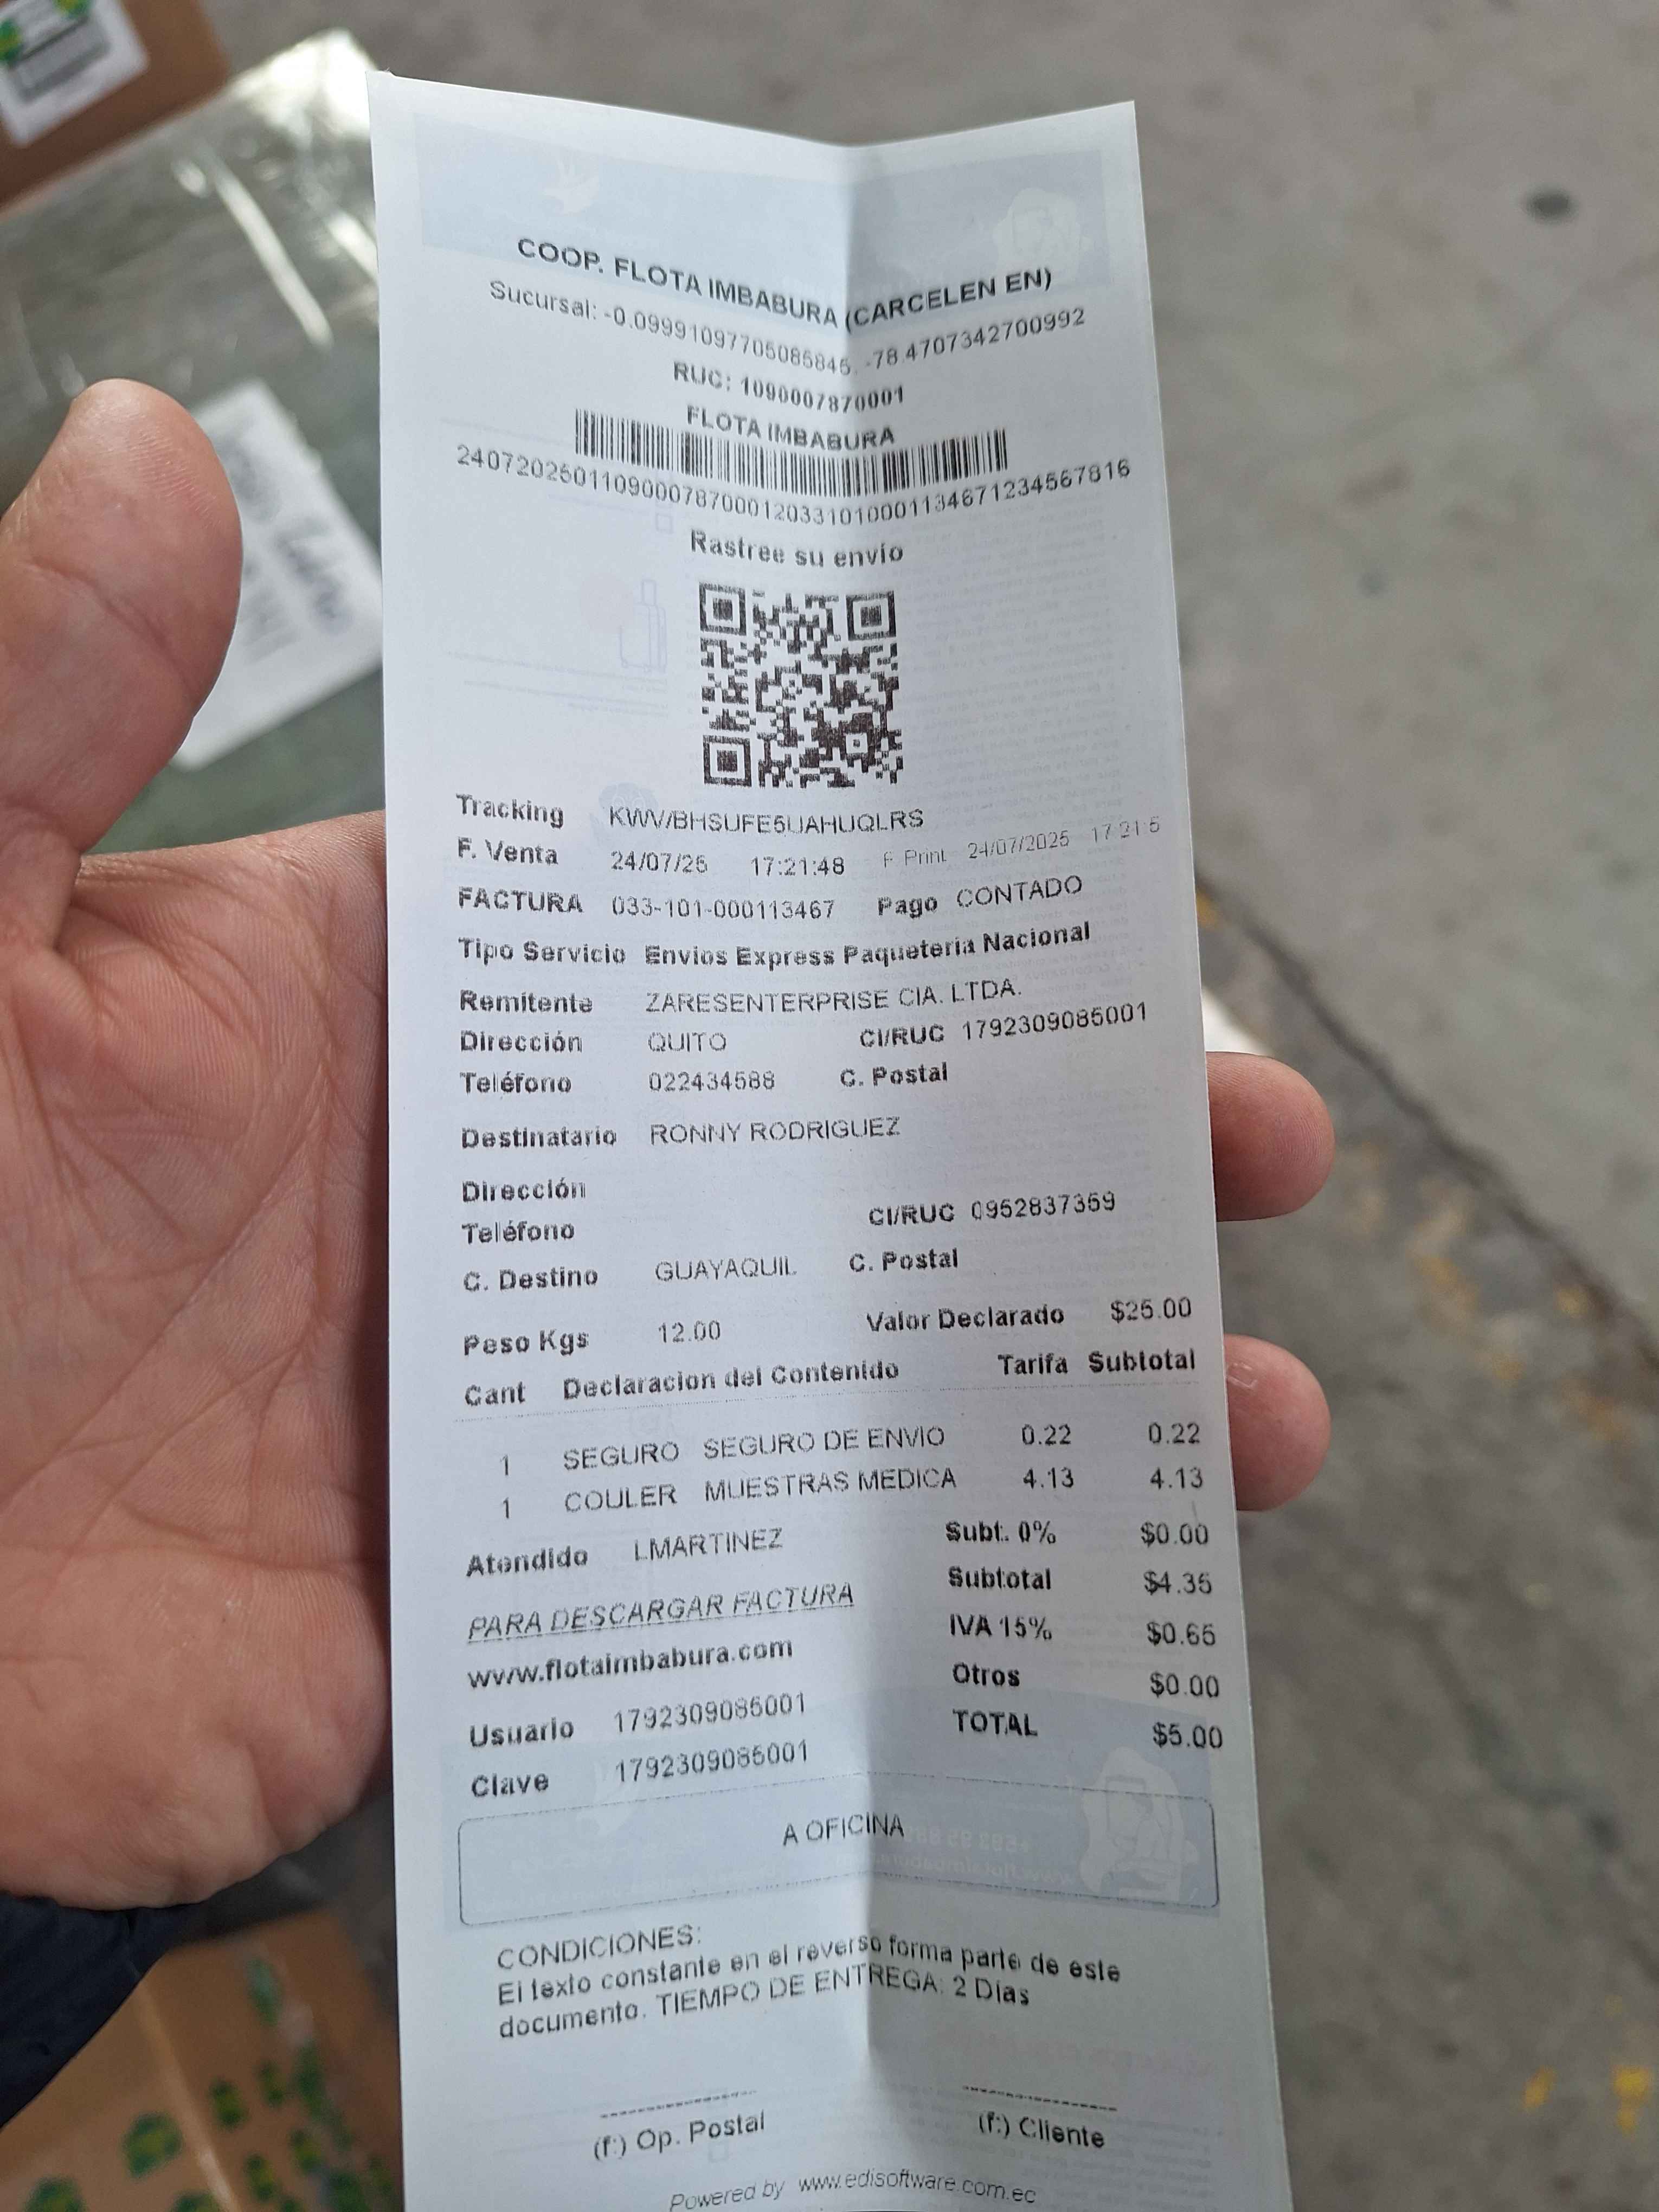 COOP. FLOTA IMBABURA (CARCELEN EN)
Sucursal: -0.09991097705085845, -78.4707342700992
RUC: 1090007870001
FLOTA IMBABURA
2407202501109000787000120331010001134671234567816
Rastree su envío
Tracking
F. Venta 24/07/25 17:21:48 F Print 24/07/2025 17:21:5
FACTURA 033-101-000113467 Pago CONTADO
Tipo Servicio Envios Express Paqueteria Nacional
Remitente ZARESENTERPRISE CIA. LTDA.
Dirección QUITO CI/RUC 1792309085001
Teléfono 022434588 C. Postal
Destinatario RONNY RODRIGUEZ
Dirección
Teléfono CI/RUC 0952837359
C. Destino GUAYAQUIL C. Postal
Peso Kgs 12.00 Valor Declarado $25.00
Cant Declaracion del Contenido Tarifa Subtotal
1 SEGURO SEGURO DE ENVIO 0.22 0.22
1 COULER MUESTRAS MEDICA 4.13 4.13
Atendido LMARTINEZ Subt. 0% $0.00
Subtotal $4.35
PARA DESCARGAR FACTURA
IVA 15% $0.65
www.flotaimbabura.com
Otros $0.00
Usuario 1792309085001
TOTAL $5.00
Clave 1792309085001
A OFICINA
CONDICIONES:
El texto constante en el reverso forma parte de este
documento. TIEMPO DE ENTREGA: 2 Días
(f:) Op. Postal (f:) Cliente
Powered by www.edisoftware.com.ec